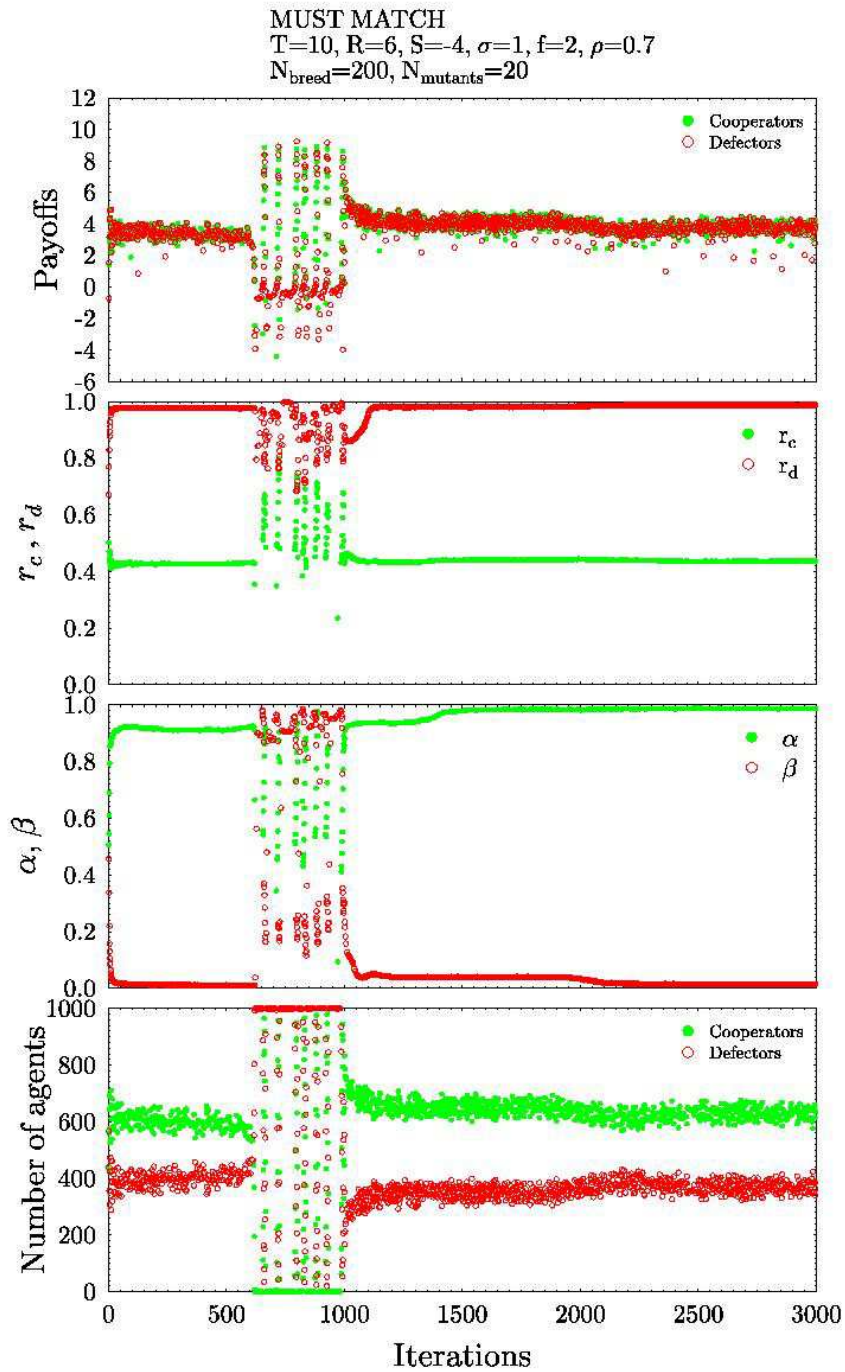 MUST MATCH
T=10, R=6, S=-4, σ=1, f=2, ρ=0.7
N_breed=200, N_mutants=20
12
10
8
6
4
2
0
-2
-4
-6
Payoffs
Cooperators
Defectors
1.0
0.8
0.6
0.4
0.2
0.0
r_c, r_d
r_c
r_d
1.0
0.8
0.6
0.4
0.2
0.0
α, β
α
β
1000
800
600
400
200
0
Number of agents
Cooperators
Defectors
0 500 1000 1500 2000 2500 3000
Iterations